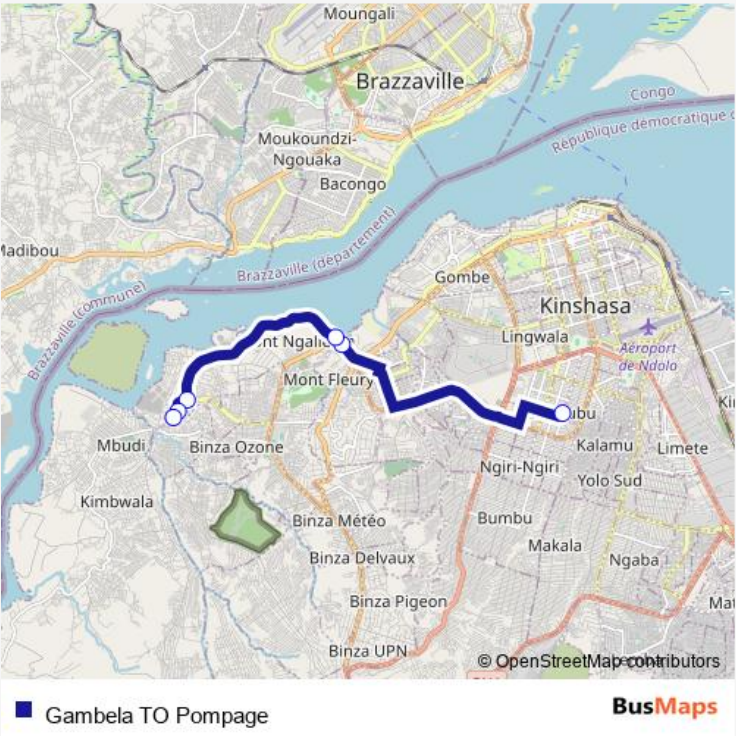 Moungali
Brazzaville
Congo
République démocratique
Moukoundzi-
Ngouaka
Bacongo
Brazzaville (département)
Madibou
Brazzaville (commune)
Gombe
Kinshasa
Lingwala
Aéroport
de Ndolo
Mont Fleury
Mbudi
Binza Ozone
Kalamu
Limete
Ngiri-Ngiri
Yolo Sud
Kimbwala
Binza Météo
Bumbu
Makala
Binza Delvaux
Ngaba
Binza Pigeon
Binza UPN
© OpenStreetMap contributors
Gambela TO Pompage
BusMaps